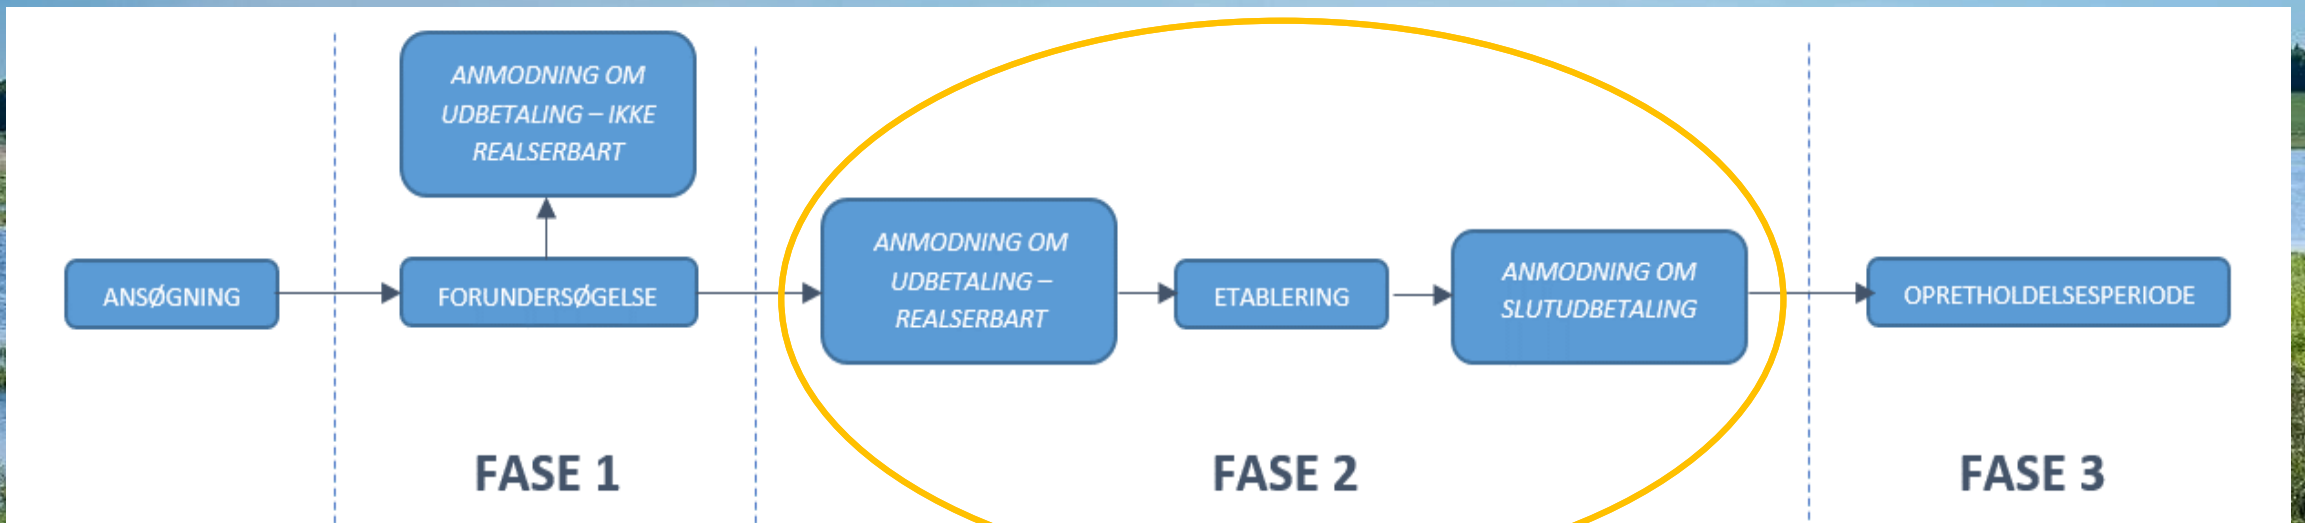 ANMODNING OM
UDBETALING – IKKE
REALSERBART
ANSØGNING
FORUNDERSØGELSE
ANMODNING OM
UDBETALING –
REALSERBART
ETABLERING
ANMODNING OM
SLUTUDBETALING
OPRETHOLDELSESPERIODE
FASE 1
FASE 2
FASE 3